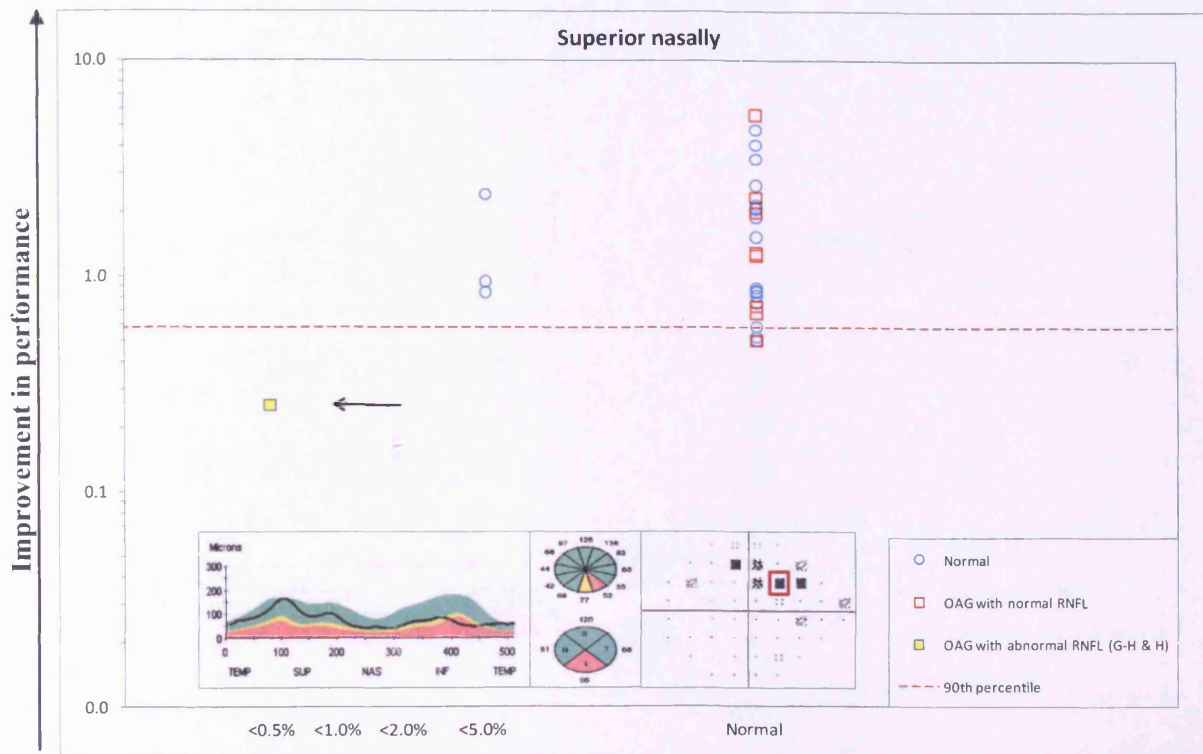 Superior nasally
Improvement in performance
10.0
1.0
0.1
0.0
Microns
300
200
100
0
0 100 200 300 400 500
TEMP SUP NAS INF TEMP
97 126 138
66 83
44 60
42 55
68 77 52
120
S
51 N T 68
I
Normal
OAG with normal RNFL
OAG with abnormal RNFL (G-H & H)
90th percentile
<0.5% <1.0% <2.0% <5.0% Normal